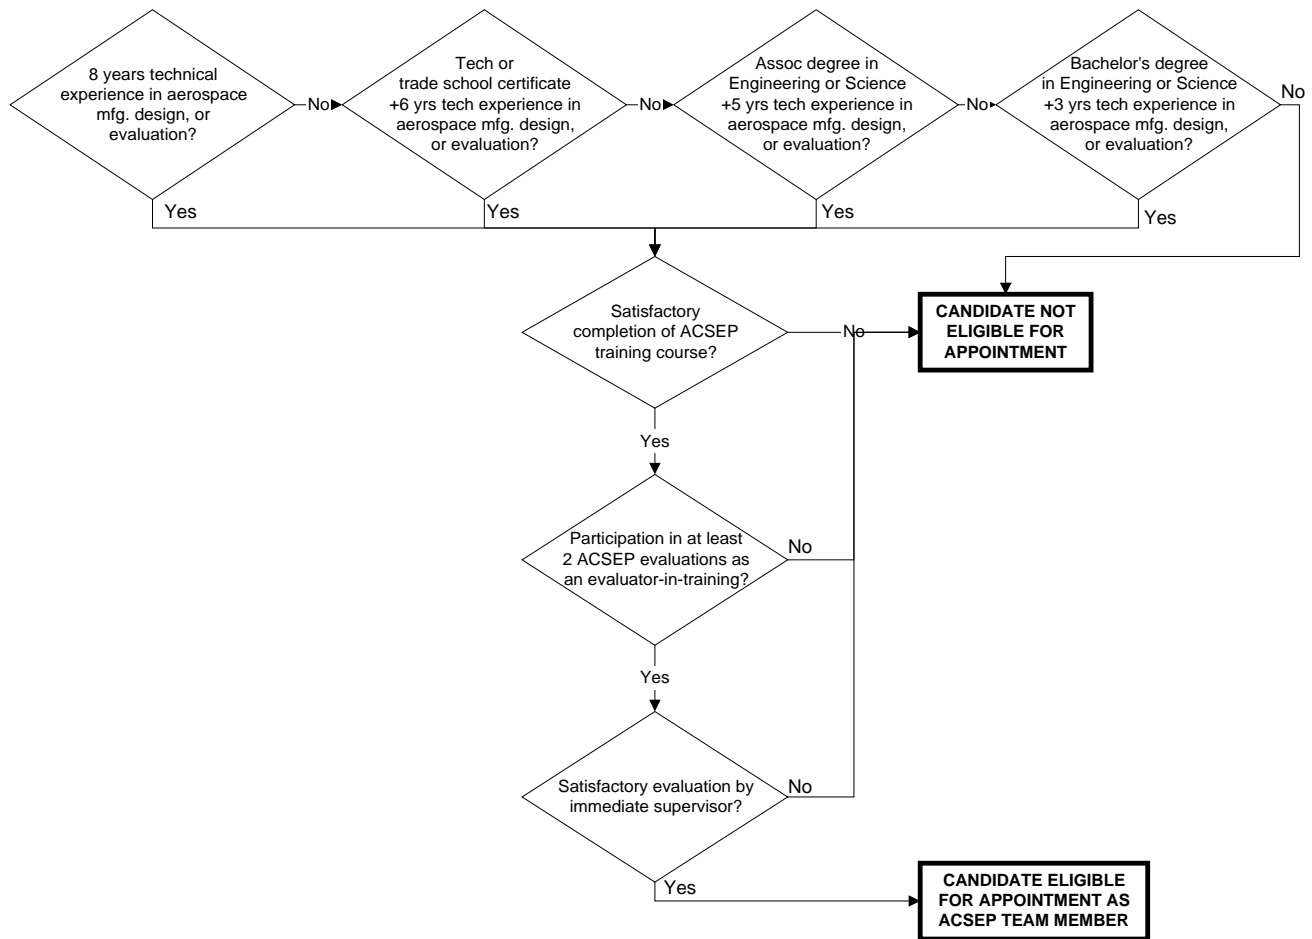 8 years technical
experience in aerospace
mfg. design, or
evaluation?
No
Tech or
trade school certificate
+6 yrs tech experience in
aerospace mfg. design,
or evaluation?
No
Assoc degree in
Engineering or Science
+5 yrs tech experience in
aerospace mfg. design,
or evaluation?
No
Bachelor's degree
in Engineering or Science
+3 yrs tech experience in
aerospace mfg. design,
or evaluation?
No
Yes
Yes
Yes
Yes
Satisfactory
completion of ACSEP
training course?
No
CANDIDATE NOT
ELIGIBLE FOR
APPOINTMENT
Yes
Participation in at least
2 ACSEP evaluations as
an evaluator-in-training?
No
Yes
Satisfactory evaluation by
immediate supervisor?
No
Yes
CANDIDATE ELIGIBLE
FOR APPOINTMENT AS
ACSEP TEAM MEMBER